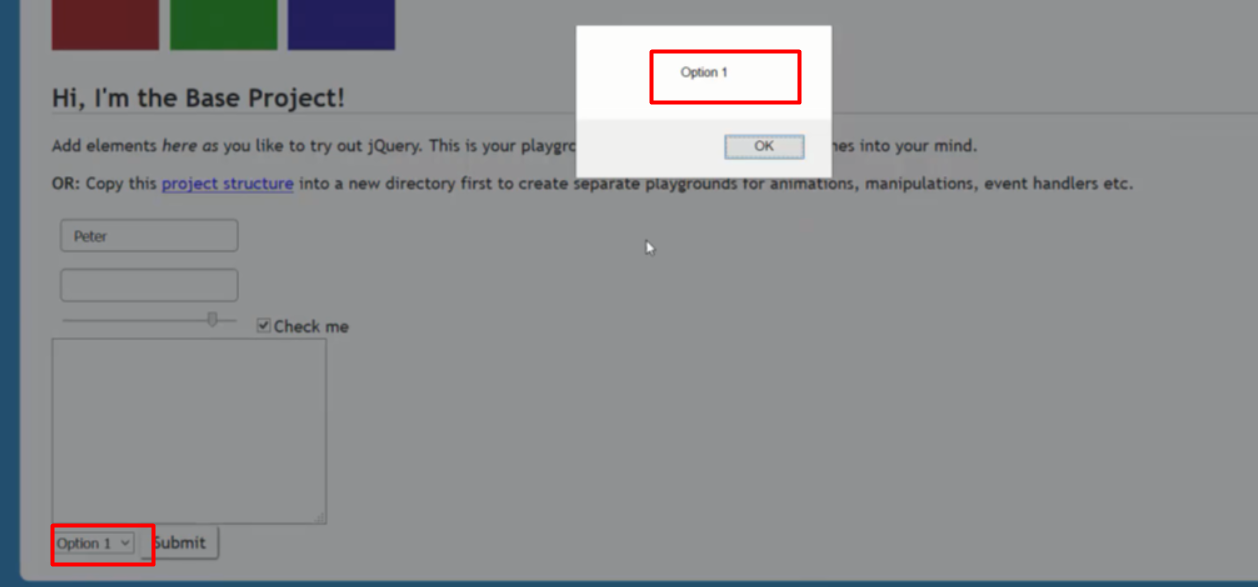 Option 1
OK
Hi, I'm the Base Project!
Add elements here as you like to try out jQuery. This is your playgro nes into your mind.
OR: Copy this project structure into a new directory first to create separate playgrounds for animations, manipulations, event handlers etc.
Peter
Check me
Option 1 Submit